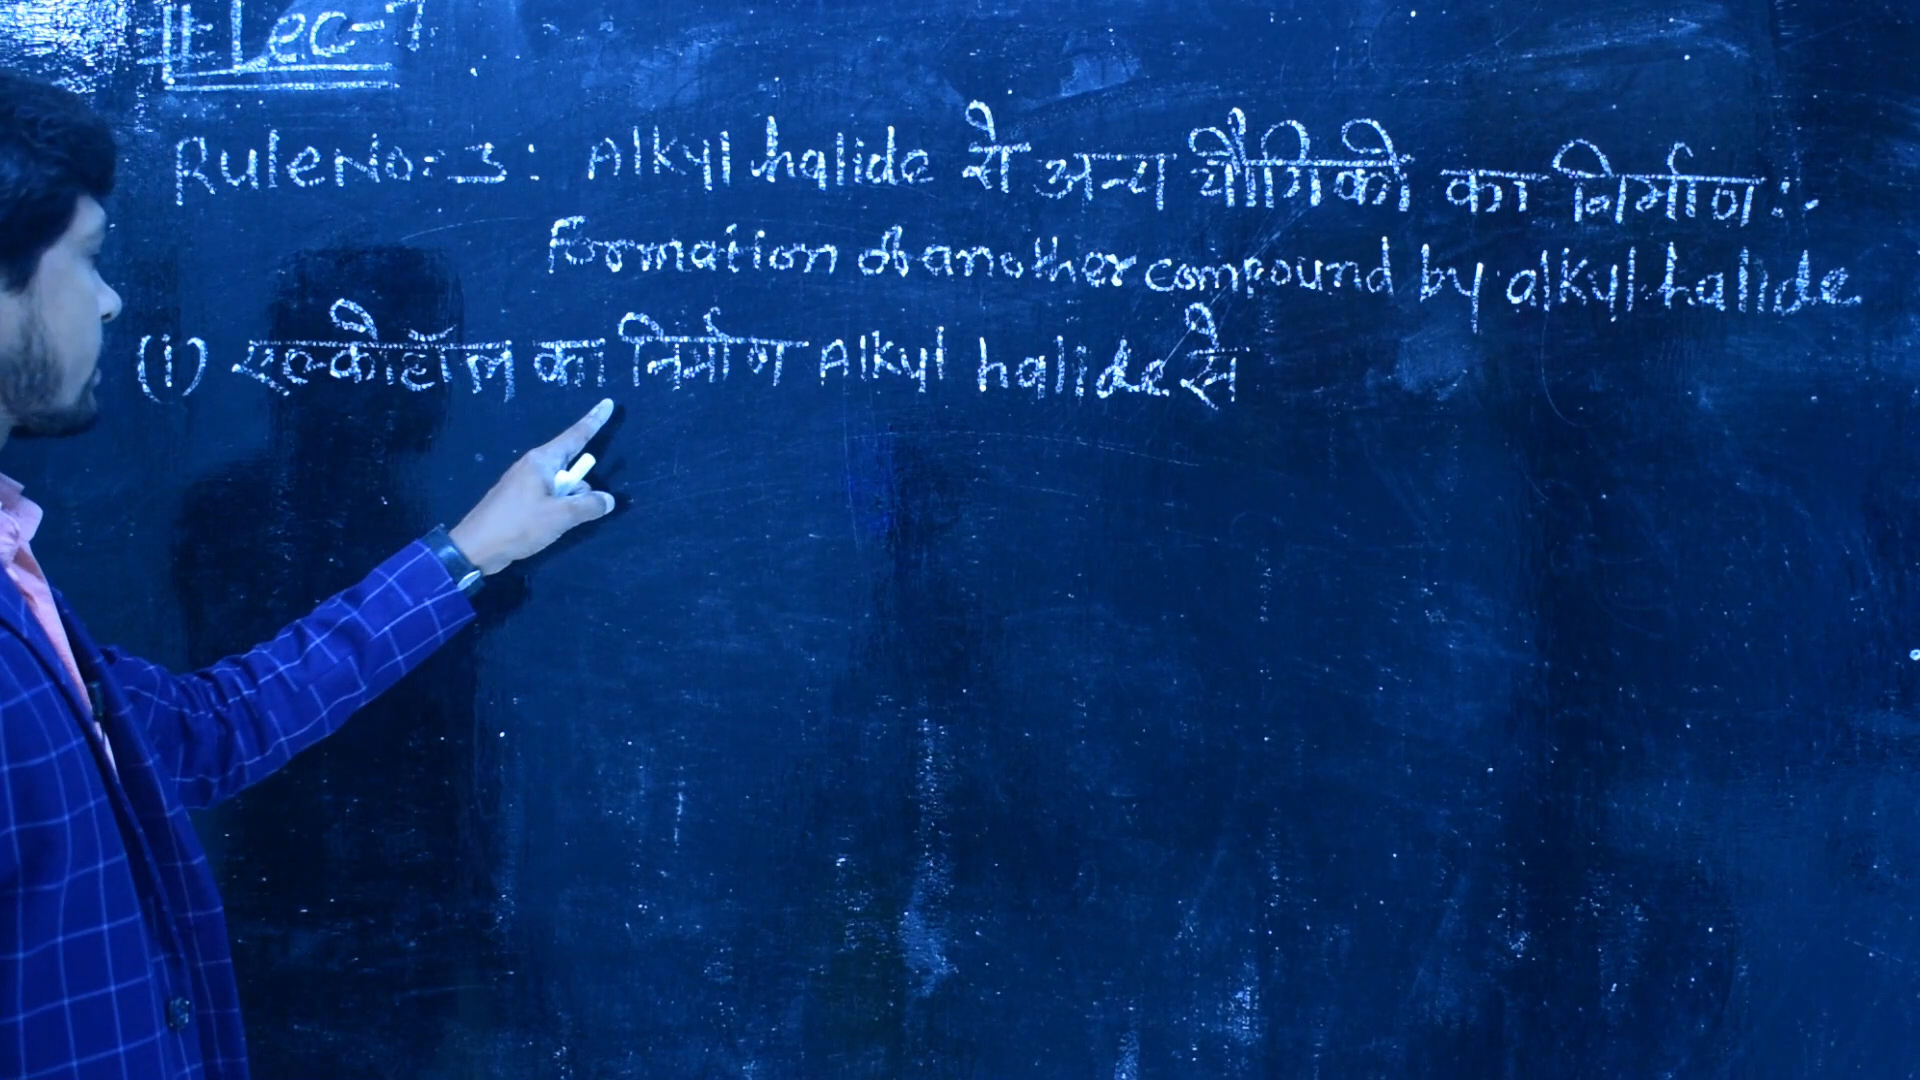 # Lec-7
Rule No:-3: Alkyl halide से अन्य यौगिको का निर्माण :-
Formation of another compound by alkyl halide
(i) एल्कोहॉल का निर्माण Alkyl halide से